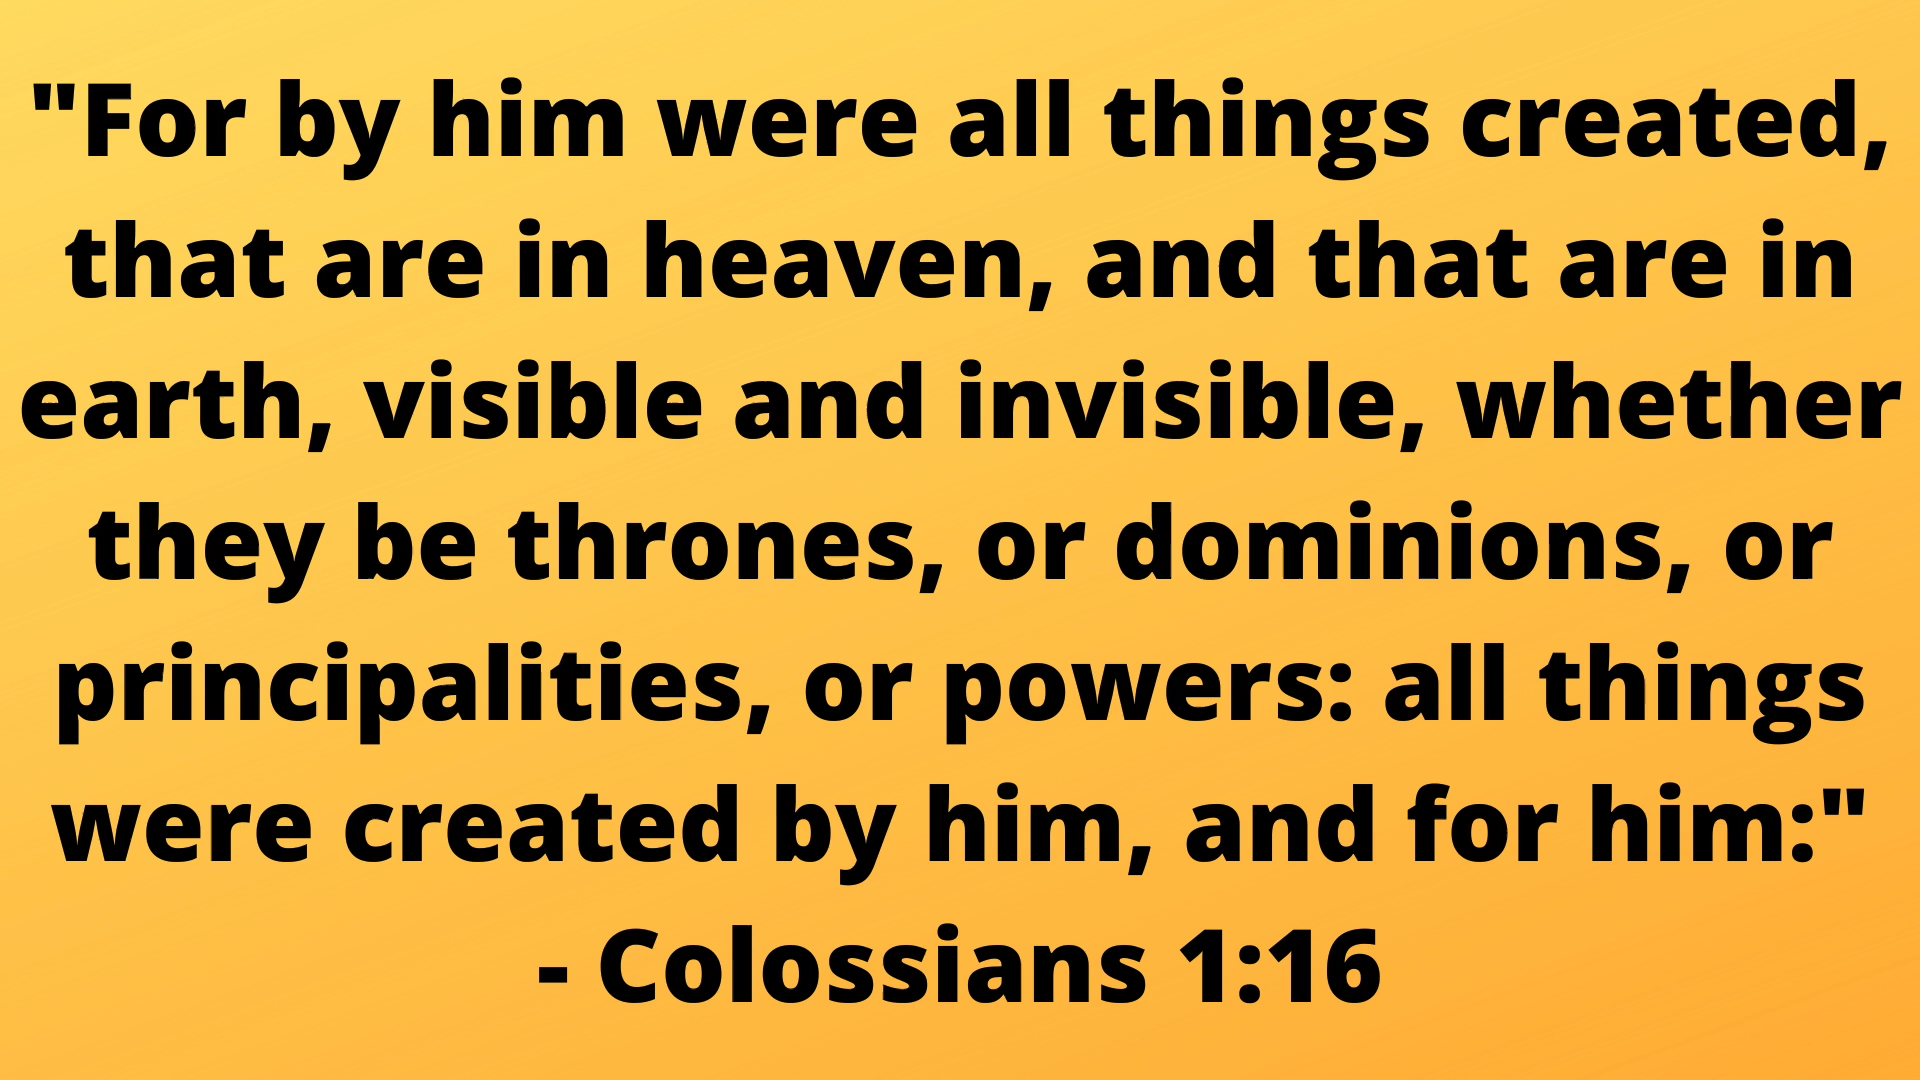 "For by him were all things created,
that are in heaven, and that are in
earth, visible and invisible, whether
they be thrones, or dominions, or
principalities, or powers: all things
were created by him, and for him:"
- Colossians 1:16